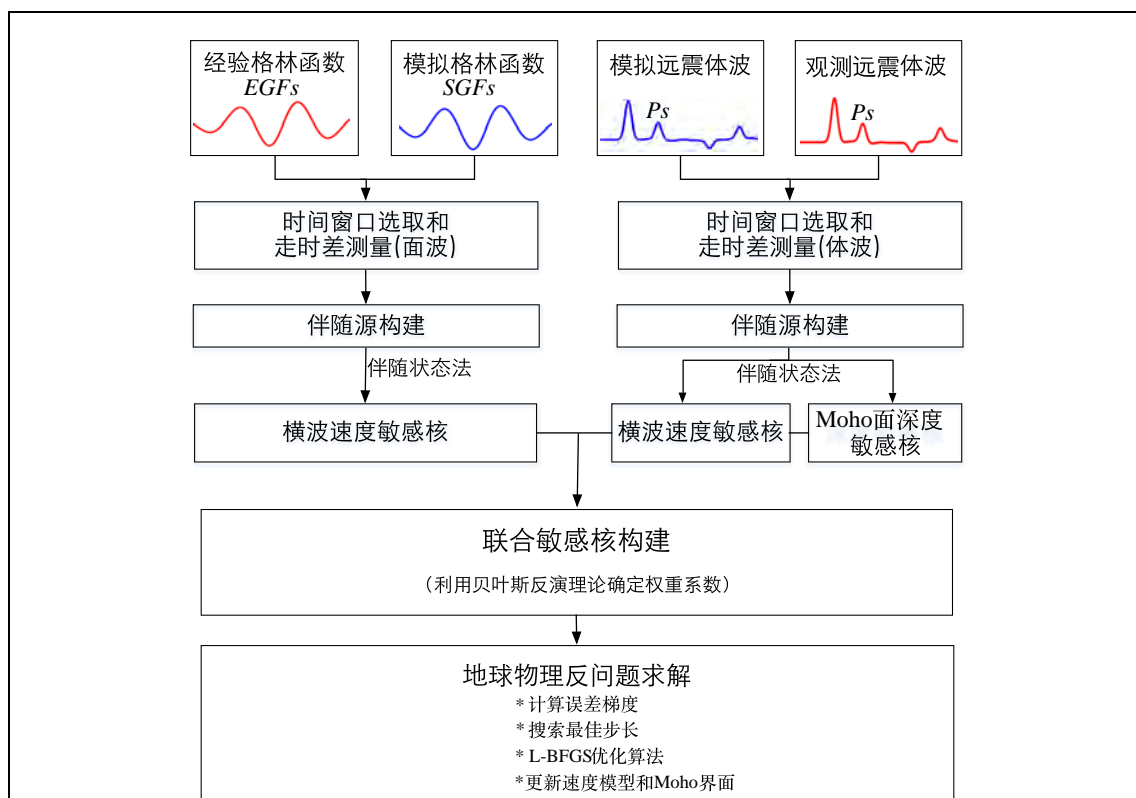 经验格林函数
EGFs
模拟格林函数
SGFs
模拟远震体波
Ps
观测远震体波
Ps
时间窗口选取和
走时差测量(面波)
时间窗口选取和
走时差测量(体波)
伴随源构建
伴随源构建
伴随状态法
伴随状态法
横波速度敏感核
横波速度敏感核
Moho面深度
敏感核
联合敏感核构建
（利用贝叶斯反演理论确定权重系数）
地球物理反问题求解
* 计算误差梯度
* 搜索最佳步长
* L-BFGS优化算法
*更新速度模型和Moho界面